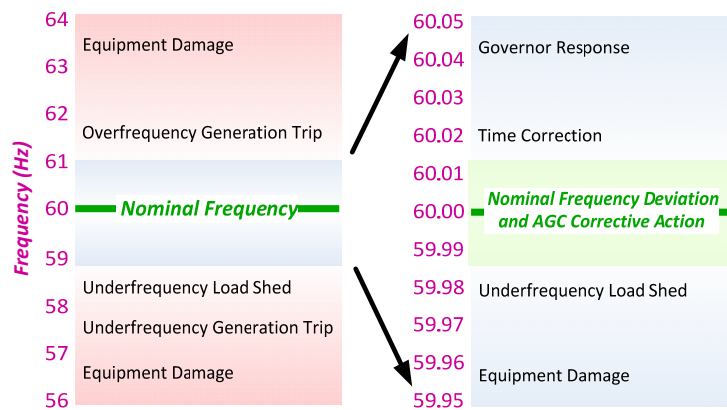 64
Equipment Damage
63
62
Overfrequency Generation Trip
61
60
Nominal Frequency
59
Underfrequency Load Shed
58
Underfrequency Generation Trip
57
Equipment Damage
56
Frequency (Hz)
60.05
Governor Response
60.04
60.03
60.02
Time Correction
60.01
Nominal Frequency Deviation
60.00
and AGC Corrective Action
59.99
59.98
Underfrequency Load Shed
59.97
59.96
Equipment Damage
59.95